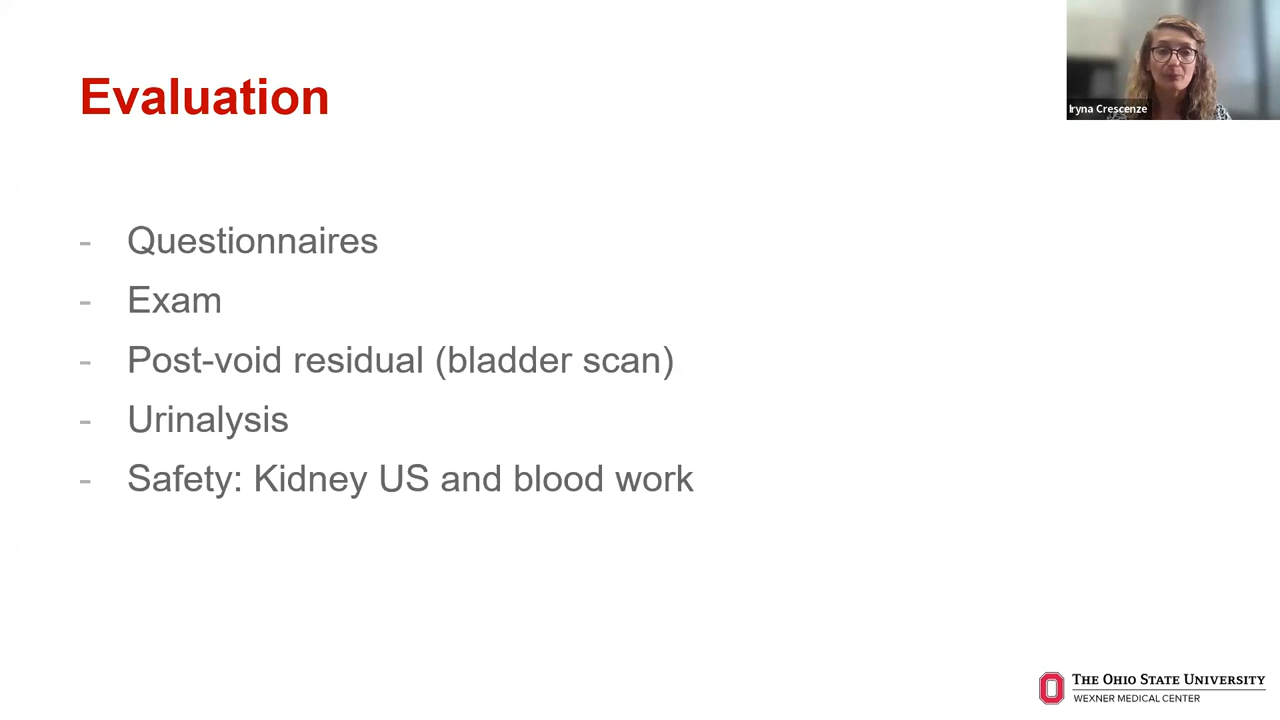 Evaluation
Iryna Crescenze
- Questionnaires
- Exam
- Post-void residual (bladder scan)
- Urinalysis
- Safety: Kidney US and blood work
THE OHIO STATE UNIVERSITY
WEXNER MEDICAL CENTER